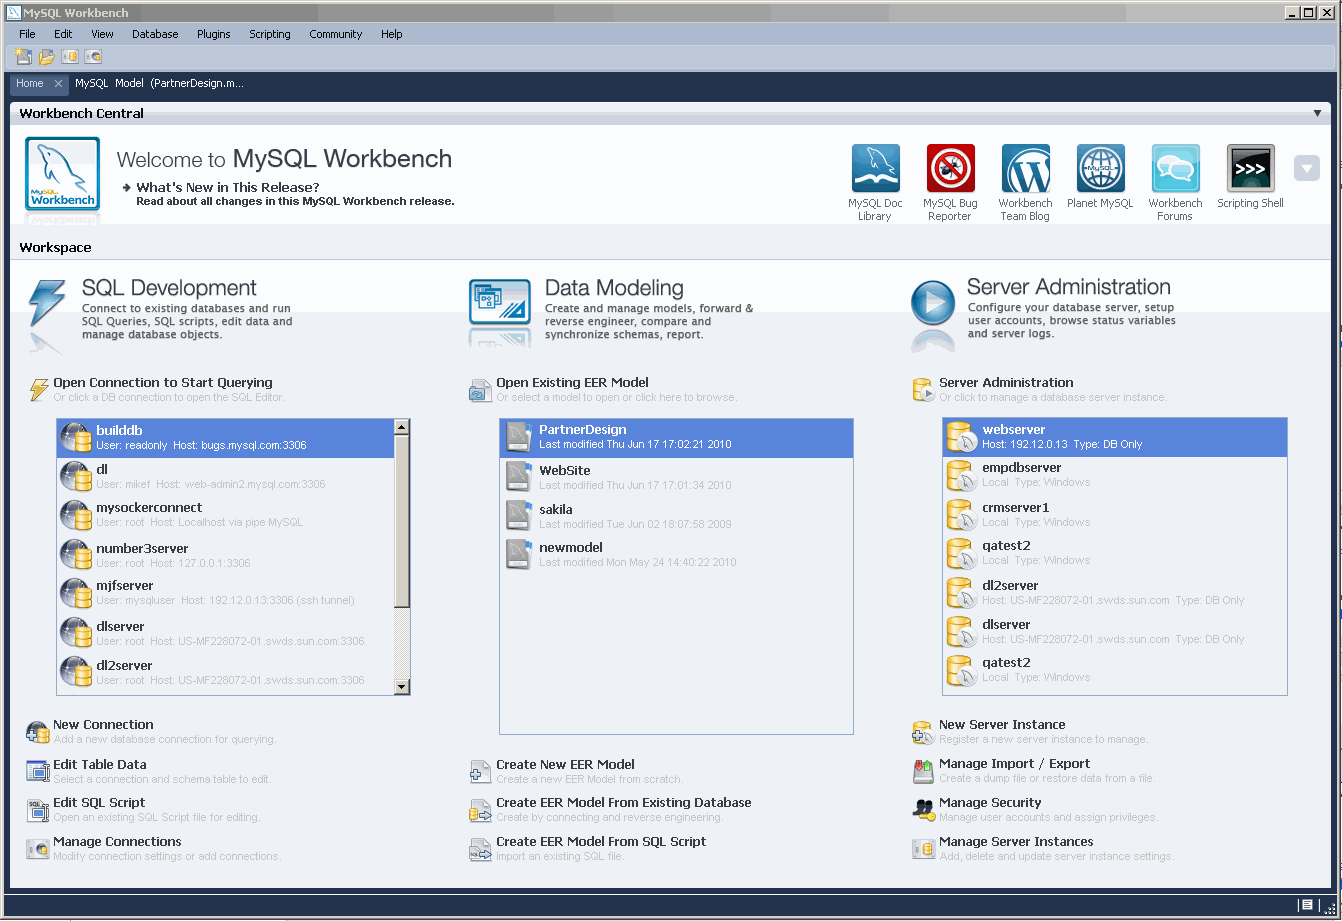 MySQL Workbench
File Edit View Database Plugins Scripting Community Help
Home MySQL Model (PartnerDesign.m...
Workbench Central
MySQL Workbench
Welcome to MySQL Workbench
What's New in This Release?
Read about all changes in this MySQL Workbench release.
MySQL Doc
Library
MySQL Bug
Reporter
Workbench
Team Blog
MySQL
Planet MySQL
Workbench
Forums
>>>
Scripting Shell
Workspace
SQL Development
Connect to existing databases and run
SQL Queries, SQL scripts, edit data and
manage database objects.
Open Connection to Start Querying
Or click a DB connection to open the SQL Editor.
builddb
User: readonly Host: bugs.mysql.com:3306
dl
User: mikef Host: web-admin2.mysql.com:3306
mysockerconnect
User: root Host: Localhost via pipe MySQL
number3server
User: root Host: 127.0.0.1:3306
mjfserver
User: mysqluser Host: 192.12.0.13:3306 (ssh tunnel)
dlserver
User: root Host: US-MF228072-01.swds.sun.com:3306
dl2server
User: root Host: US-MF228072-01.swds.sun.com:3306
New Connection
Add a new database connection for querying.
Edit Table Data
Select a connection and schema table to edit.
Edit SQL Script
Open an existing SQL Script file for editing.
Manage Connections
Modify connection settings or add connections.
Data Modeling
Create and manage models, forward &
reverse engineer, compare and
synchronize schemas, report.
Open Existing EER Model
Or select a model to open or click here to browse.
PartnerDesign
Last modified Thu Jun 17 17:02:21 2010
WebSite
Last modified Thu Jun 17 17:01:34 2010
sakila
Last modified Tue Jun 02 18:07:58 2009
newmodel
Last modified Mon May 24 14:40:22 2010
Create New EER Model
Create a new EER Model from scratch.
Create EER Model From Existing Database
Create by connecting and reverse engineering.
Create EER Model From SQL Script
Import an existing SQL file.
Server Administration
Configure your database server, setup
user accounts, browse status variables
and server logs.
Server Administration
Or click to manage a database server instance.
webserver
Host: 192.12.0.13 Type: DB Only
empdbserver
Local Type: Windows
crmserver1
Local Type: Windows
qatest2
Local Type: Windows
dl2server
Host: US-MF228072-01.swds.sun.com Type: DB Only
dlserver
Host: US-MF228072-01.swds.sun.com Type: DB Only
qatest2
Local Type: Windows
New Server Instance
Register a new server instance to manage.
Manage Import / Export
Create a dump file or restore data from a file.
Manage Security
Manage user accounts and assign privileges.
Manage Server Instances
Add, delete and update server instance settings.